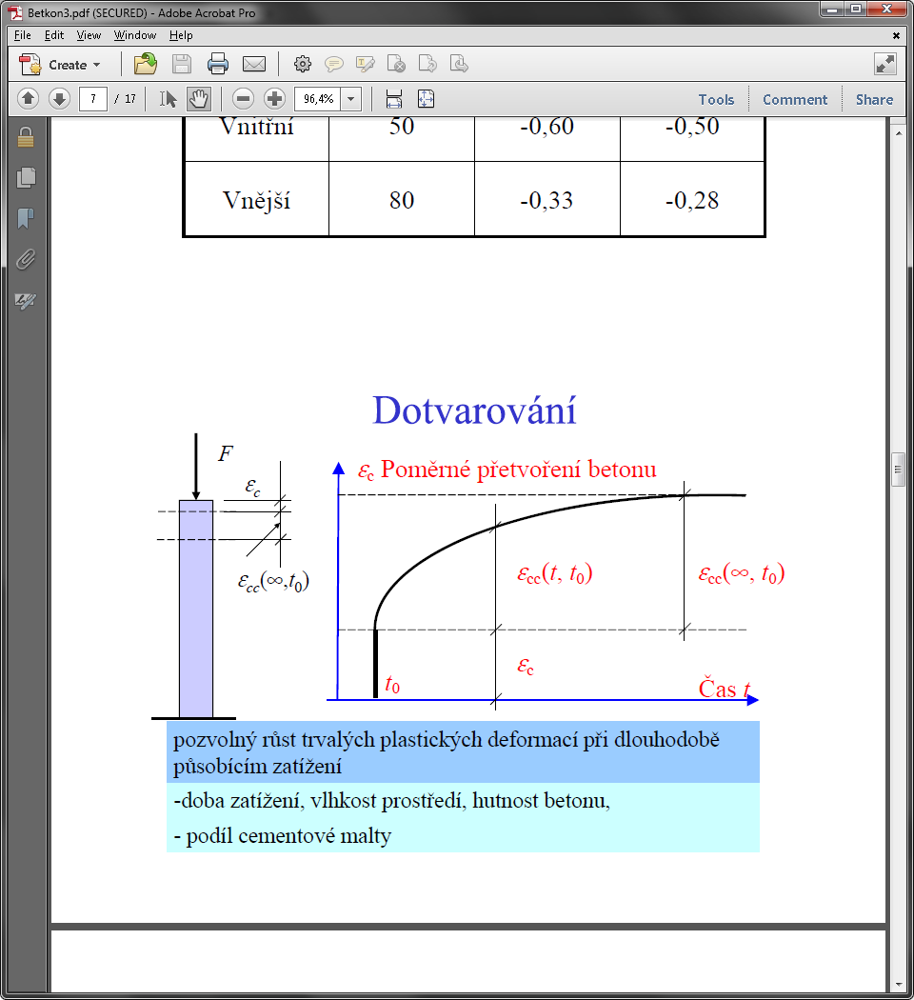 Betkon3.pdf (SECURED) - Adobe Acrobat Pro
File Edit View Window Help
Create
7 / 17 96,4% Tools Comment Share
Vnitřní 50 -0,60 -0,50
Vnější 80 -0,33 -0,28
Dotvarování
F
εc
εcc(∞,t0)
εc Poměrné přetvoření betonu
εcc(t, t0) εcc(∞, t0)
εc
t0
Čas t
pozvolný růst trvalých plastických deformací při dlouhodobě
působícím zatížení
-doba zatížení, vlhkost prostředí, hutnost betonu,
- podíl cementové malty